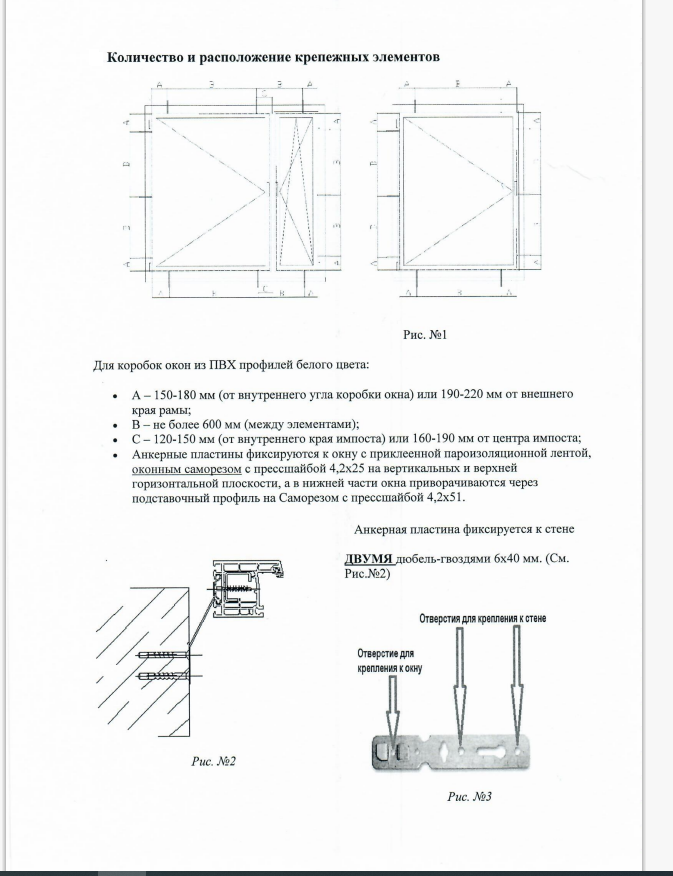 Количество и расположение крепежных элементов
А В В А
С
А В А
А А А А
В В В В
А А А А
С
А В В А
А В А
Рис. №1
Для коробок окон из ПВХ профилей белого цвета:
• А – 150-180 мм (от внутреннего угла коробки окна) или 190-220 мм от внешнего
края рамы;
• В – не более 600 мм (между элементами);
• С – 120-150 мм (от внутреннего края импоста) или 160-190 мм от центра импоста;
• Анкерные пластины фиксируются к окну с приклеенной пароизоляционной лентой,
оконным саморезом с прессшайбой 4,2х25 на вертикальных и верхней
горизонтальной плоскости, а в нижней части окна приворачиваются через
подставочный профиль на Саморезом с прессшайбой 4,2х51.
Анкерная пластина фиксируется к стене
ДВУМЯ дюбель-гвоздями 6х40 мм. (См.
Рис.№2)
Отверстия для крепления к стене
Отверстие для
крепления к окну
Рис. №2
Рис. №3